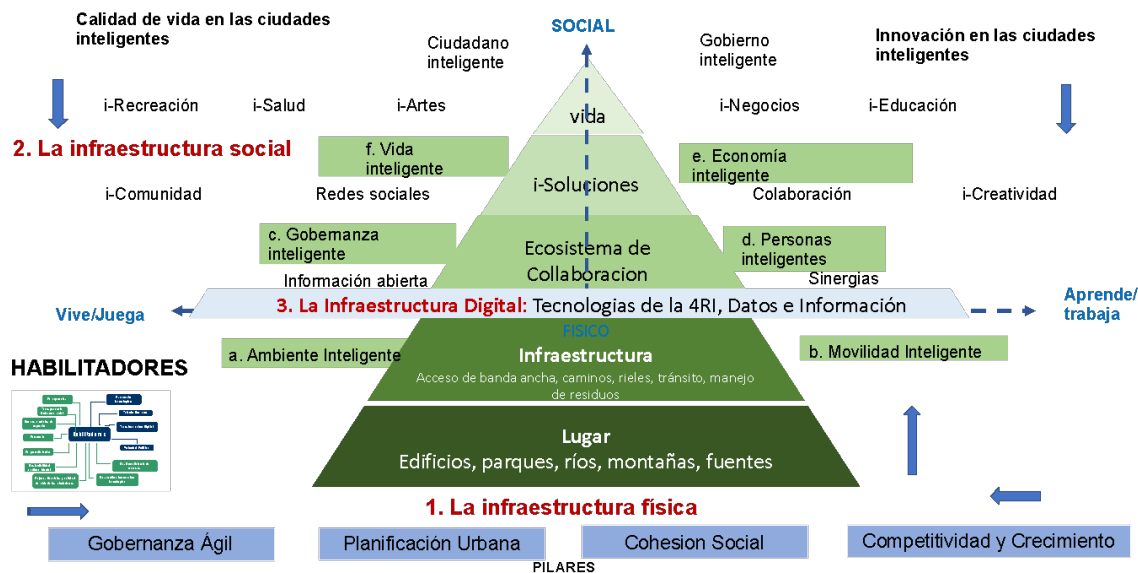 Calidad de vida en las ciudades
inteligentes
SOCIAL
Ciudadano
inteligente
Gobierno
inteligente
Innovación en las ciudades
inteligentes
i-Recreación
i-Salud
i-Artes
vida
i-Negocios
i-Educación
2. La infraestructura social
f. Vida
inteligente
e. Economía
inteligente
i-Soluciones
i-Comunidad
Redes sociales
Colaboración
i-Creatividad
c. Gobernanza
inteligente
Ecosistema de
Collaboracion
d. Personas
inteligentes
Información abierta
Sinergias
Vive/Juega
3. La Infraestructura Digital: Tecnologias de la 4RI, Datos e Información
Aprende/
trabaja
FISICO
a. Ambiente Inteligente
Infraestructura
b. Movilidad Inteligente
Acceso de banda ancha, caminos, rieles, tránsito, manejo
de residuos
HABILITADORES
Habilitadores
Lugar
Edificios, parques, ríos, montañas, fuentes
1. La infraestructura física
Gobernanza Ágil
Planificación Urbana
Cohesion Social
Competitividad y Crecimiento
PILARES